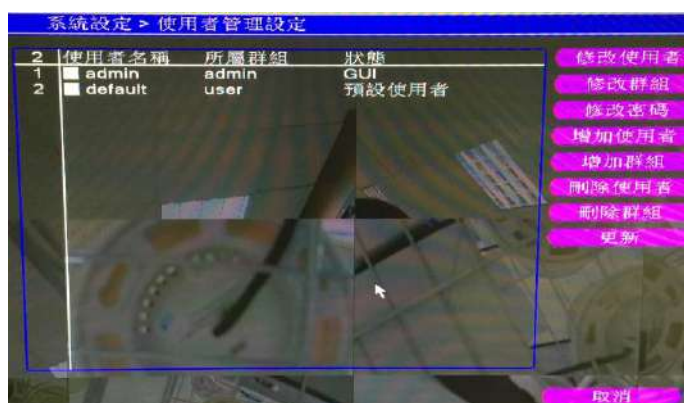 系統設定 > 使用者管理設定
2 使用者名稱 所屬群組 狀態
1 admin admin GUI
2 default user 預設使用者
修改使用者
修改群組
修改密碼
增加使用者
增加群組
刪除使用者
刪除群組
更新
取消